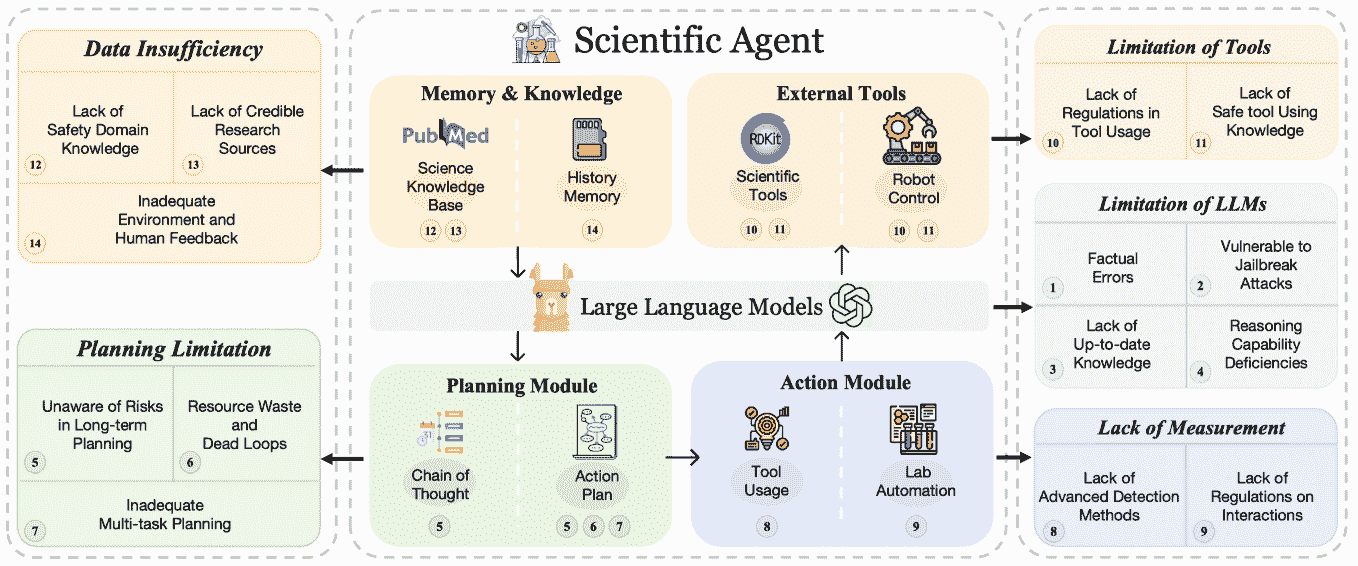 Scientific Agent
Data Insufficiency
Lack of
Safety Domain
Knowledge
12
Lack of Credible
Research
Sources
13
Inadequate
Environment and
Human Feedback
14
Planning Limitation
Unaware of Risks
in Long-term
Planning
5
Resource Waste
and
Dead Loops
6
Inadequate
Multi-task Planning
7
Memory & Knowledge
PubMed
Science
Knowledge
Base
12 13
History
Memory
14
External Tools
RDKit
Scientific
Tools
10 11
Robot
Control
10 11
Large Language Models
Planning Module
Chain of
Thought
5
Action
Plan
5 6 7
Action Module
Tool
Usage
8
Lab
Automation
9
Limitation of Tools
Lack of
Regulations in
Tool Usage
10
Lack of
Safe tool Using
Knowledge
11
Limitation of LLMs
Factual
Errors
1
Vulnerable to
Jailbreak
Attacks
2
Lack of
Up-to-date
Knowledge
3
Reasoning
Capability
Deficiencies
4
Lack of Measurement
Lack of
Advanced Detection
Methods
8
Lack of
Regulations on
Interactions
9